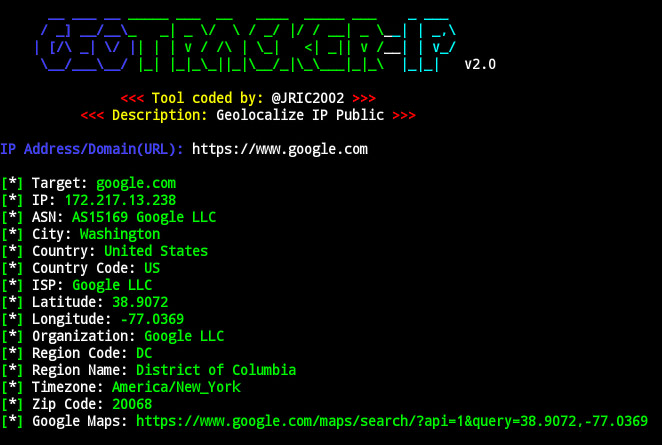 GEOTRACKER-IP
v2.0
<<< Tool coded by: @JRIC2002 >>>
<<< Description: Geolocalize IP Public >>>
IP Address/Domain(URL): https://www.google.com
[*] Target: google.com
[*] IP: 172.217.13.238
[*] ASN: AS15169 Google LLC
[*] City: Washington
[*] Country: United States
[*] Country Code: US
[*] ISP: Google LLC
[*] Latitude: 38.9072
[*] Longitude: -77.0369
[*] Organization: Google LLC
[*] Region Code: DC
[*] Region Name: District of Columbia
[*] Timezone: America/New_York
[*] Zip Code: 20068
[*] Google Maps: https://www.google.com/maps/search/?api=1&query=38.9072,-77.0369